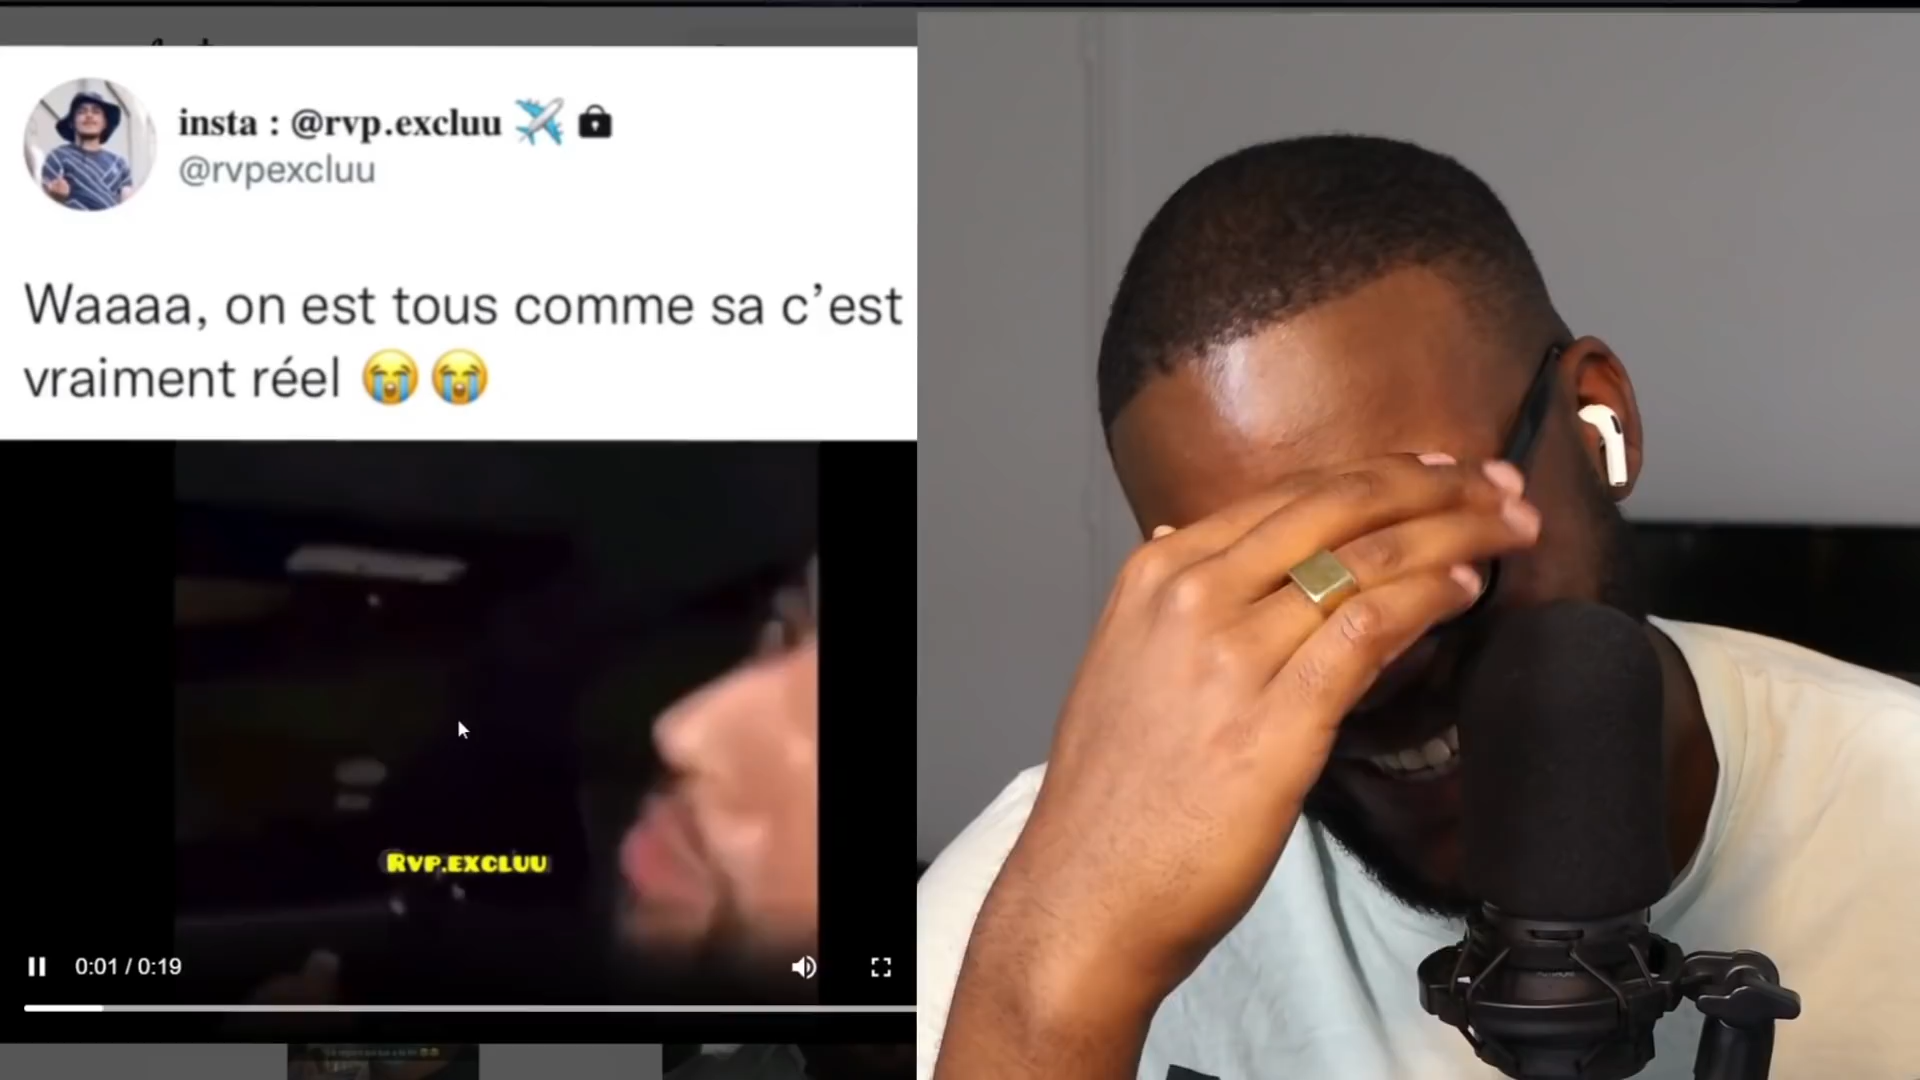 insta : @rvp.excluu ✈️ 🔒
@rvpexcluu
Waaaa, on est tous comme sa c’est
vraiment réel 😭😭
RVP.EXCLUU
0:01 / 0:19